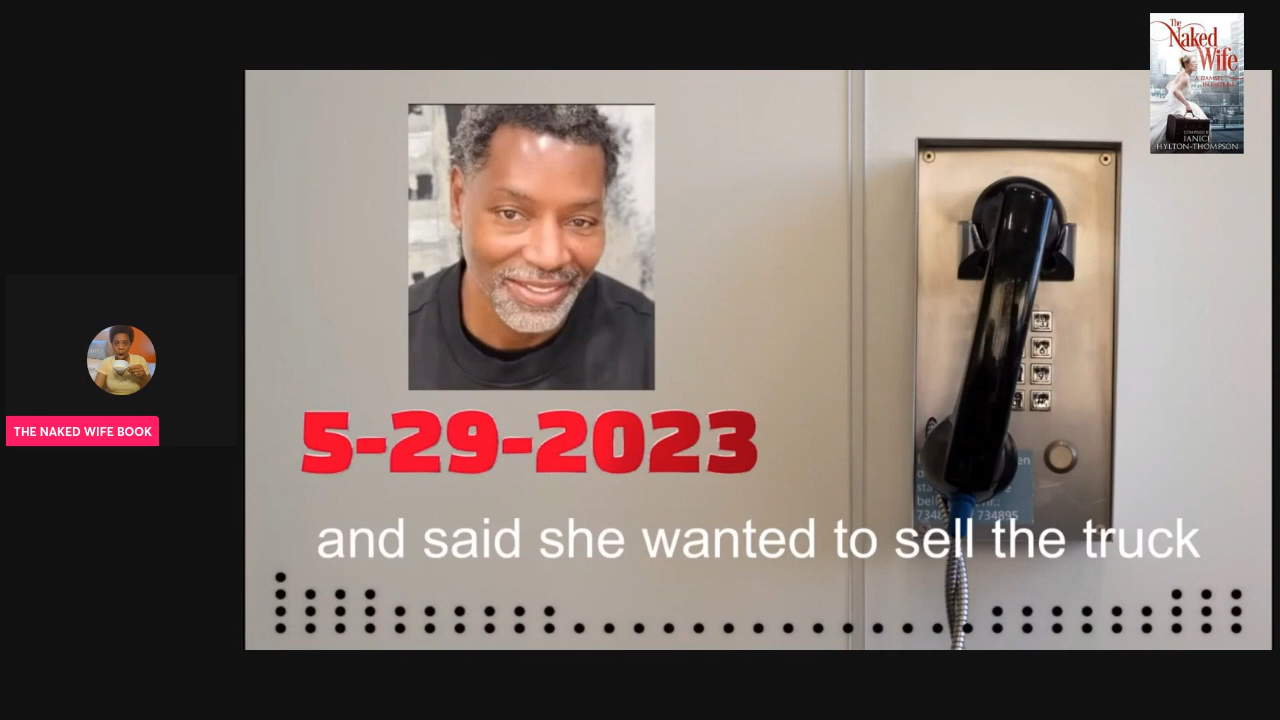 The
Naked
Wife
A DAMSEL
JANICE
HYLTON-THOMPSON
5-29-2023
and said she wanted to sell the truck
THE NAKED WIFE BOOK